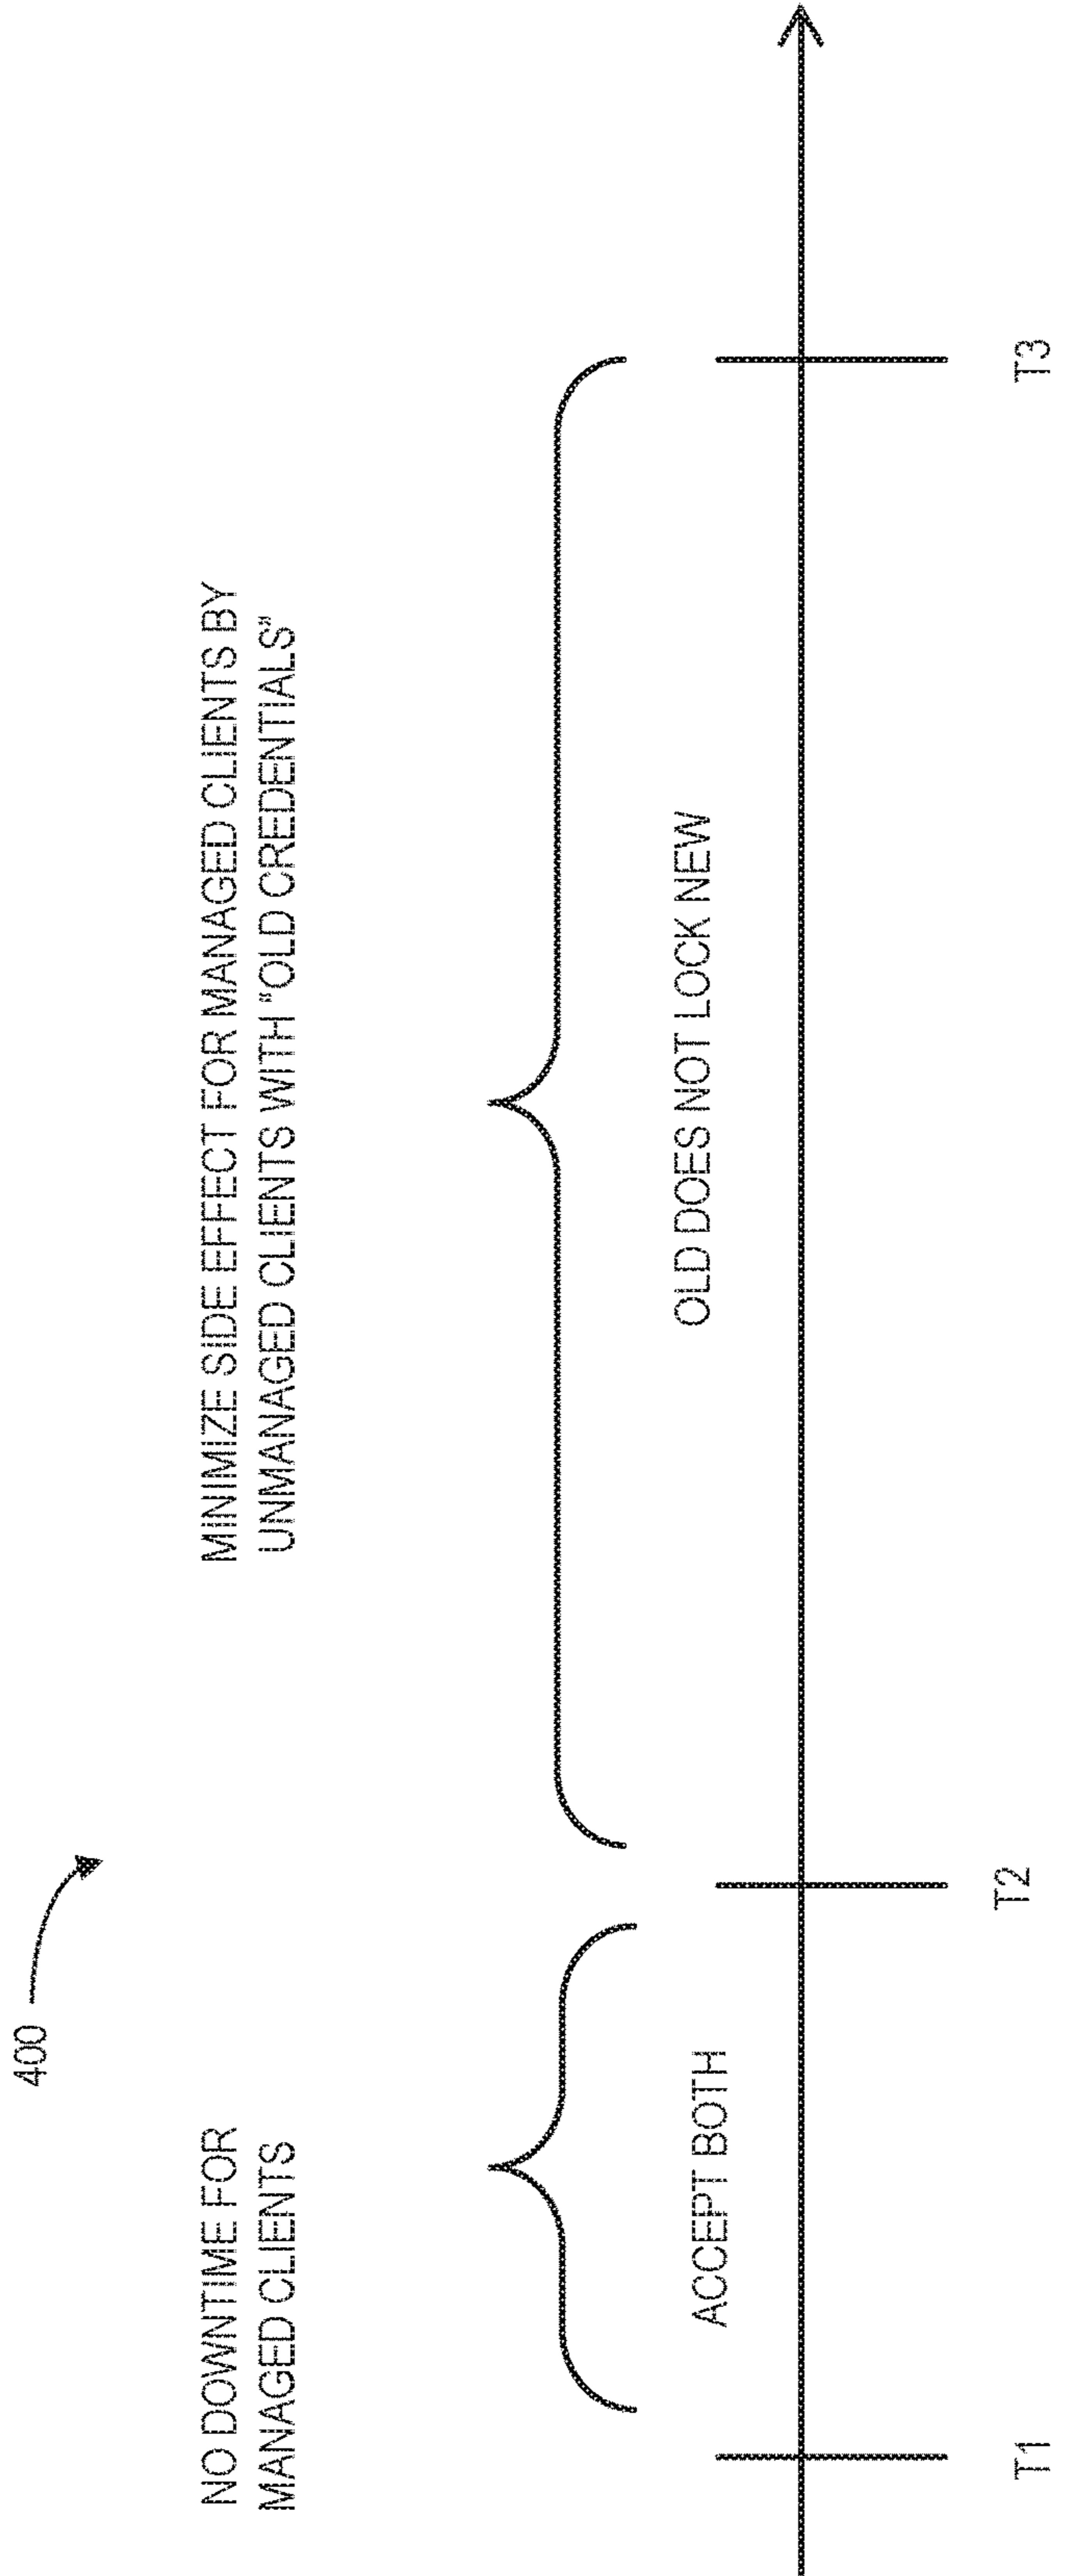 400
NO DOWNTIME FOR
MANAGED CLIENTS
MINIMIZE SIDE EFFECT FOR MANAGED CLIENTS BY
UNMANAGED CLIENTS WITH "OLD CREDENTIALS"
ACCEPT BOTH
OLD DOES NOT LOCK NEW
T1
T2
T3